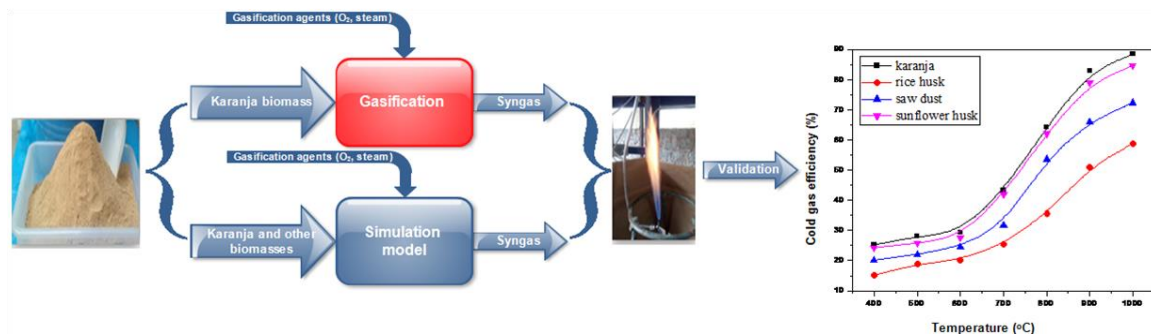 Gasification agents (O₂, steam)
Karanja biomass
Gasification
Syngas
Gasification agents (O₂, steam)
Karanja and other
biomasses
Simulation
model
Syngas
Validation
Cold gas efficiency (%)
90
80
70
60
50
40
30
20
10
karanja
rice husk
saw dust
sunflower husk
400 500 600 700 800 900 1000
Temperature (oC)